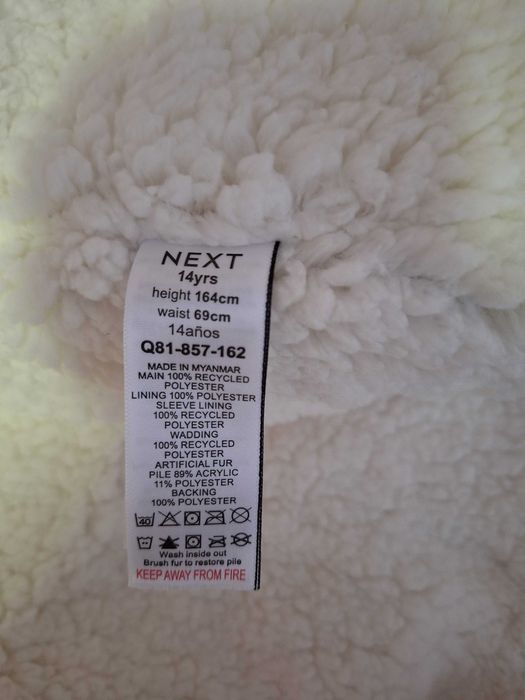 NEXT
14yrs
height 164cm
waist 69cm
14años
Q81-857-162
MADE IN MYANMAR
MAIN 100% RECYCLED
POLYESTER
LINING 100% POLYESTER
SLEEVE LINING
100% RECYCLED
POLYESTER
WADDING
100% RECYCLED
POLYESTER
ARTIFICIAL FUR
PILE 89% ACRYLIC
11% POLYESTER
BACKING
100% POLYESTER
40
Wash inside out
Brush fur to restore pile
KEEP AWAY FROM FIRE